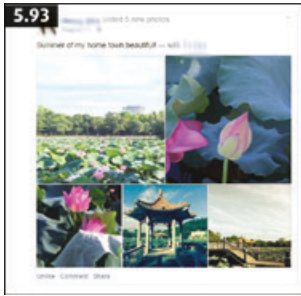 5.93
added 5 new photos
Summer of my home town beautiful! — with
Unlike · Comment · Share